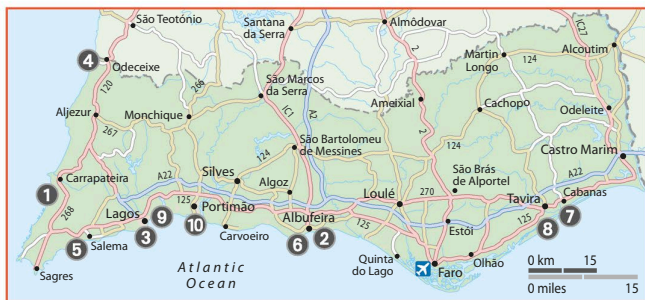 São Teotónio
Santana
da Serra
Almôdovar
IC27
4
Odeceixe
2
Martin
Longo
124
Alcoutim
266
120
São Marcos
da Serra
IC1
A2
Ameixial
Cachopo
Odeleite
Aljezur
Monchique
267
2
São Bartolomeu
de Messines
124
124
Castro Marim
1
Carrapateira
Silves
Algoz
São Brás
de Alportel
A22
A22
Loulé
270
Tavira
Cabanas
268
Lagos
9
125
Portimão
Albufeira
8
7
5
Salema
3
10
Carvoeiro
6
2
125
Estói
125
Quinta
do Lago
Olhão
Faro
Sagres
Atlantic
Ocean
0 km
15
0 miles
15